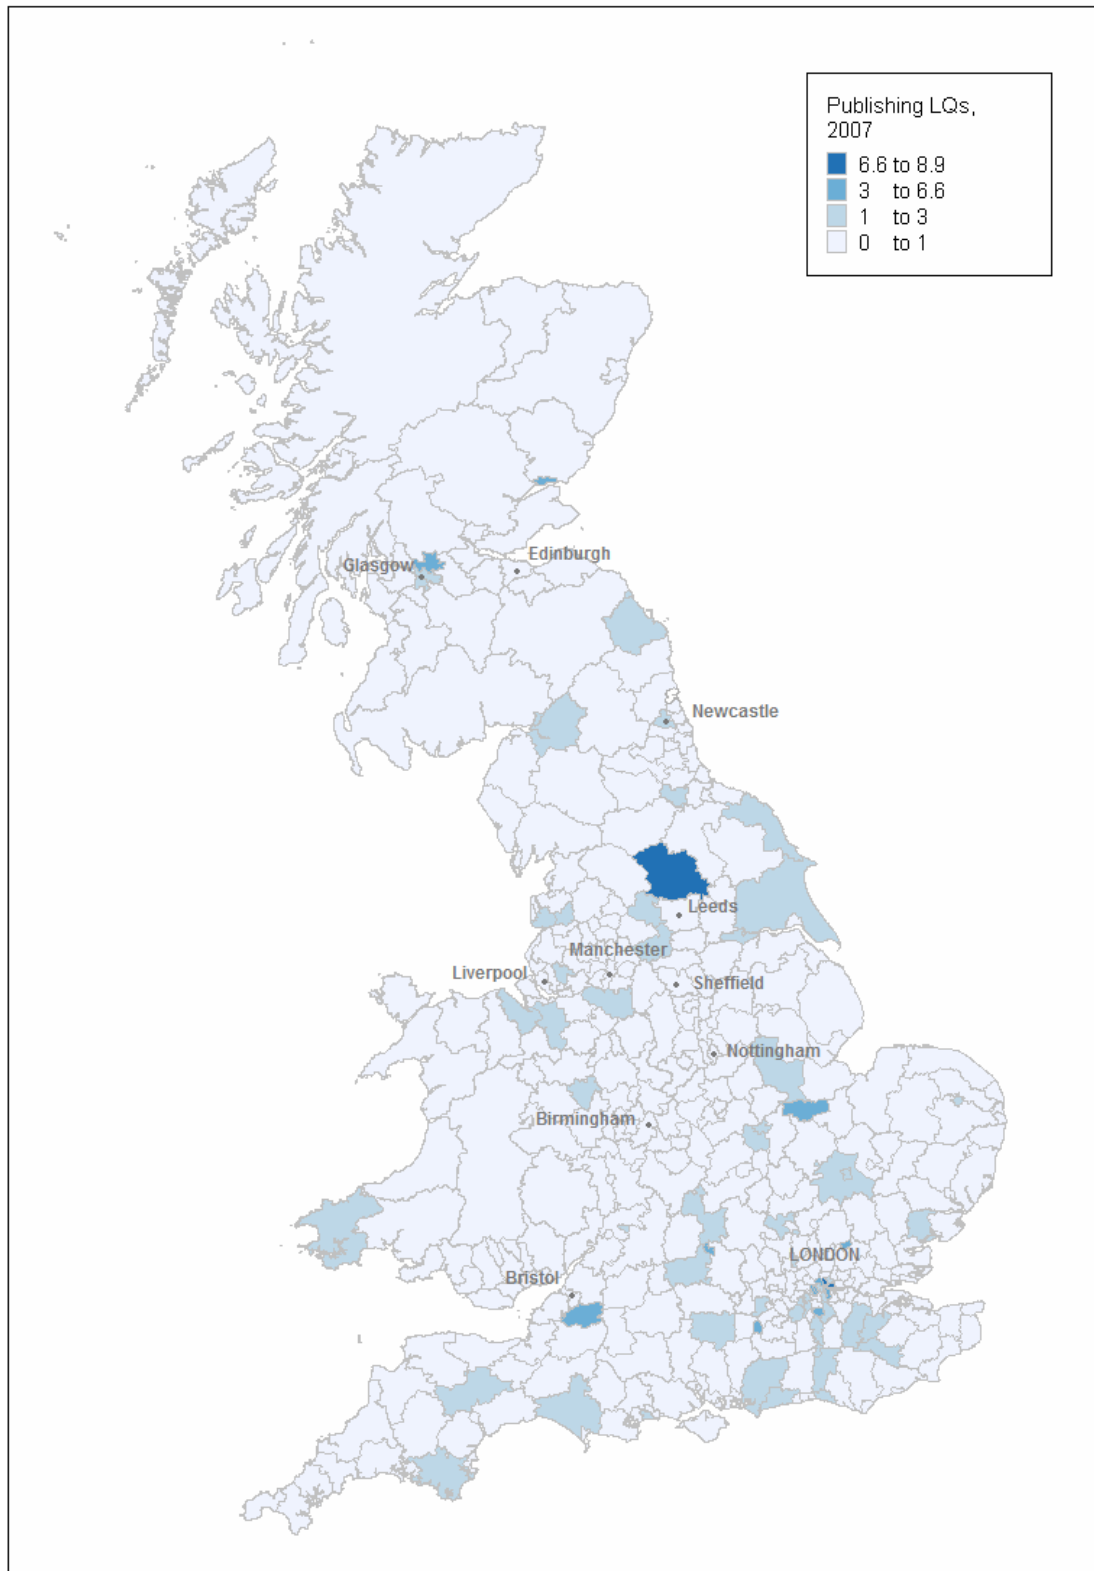 Publishing LQs,
2007
6.6 to 8.9
3 to 6.6
1 to 3
0 to 1
Edinburgh
Glasgow
Newcastle
Leeds
Manchester
Liverpool
Sheffield
Nottingham
Birmingham
LONDON
Bristol